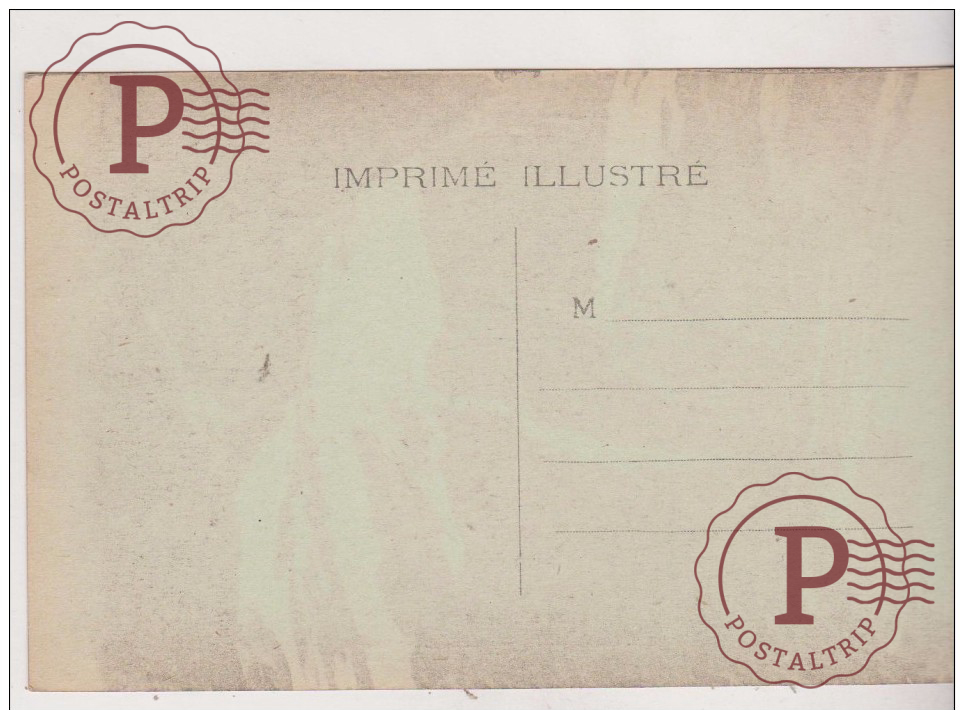 P
POSTALTRIP
IMPRIMÉ ILLUSTRÉ
M
P
POSTALTRIP